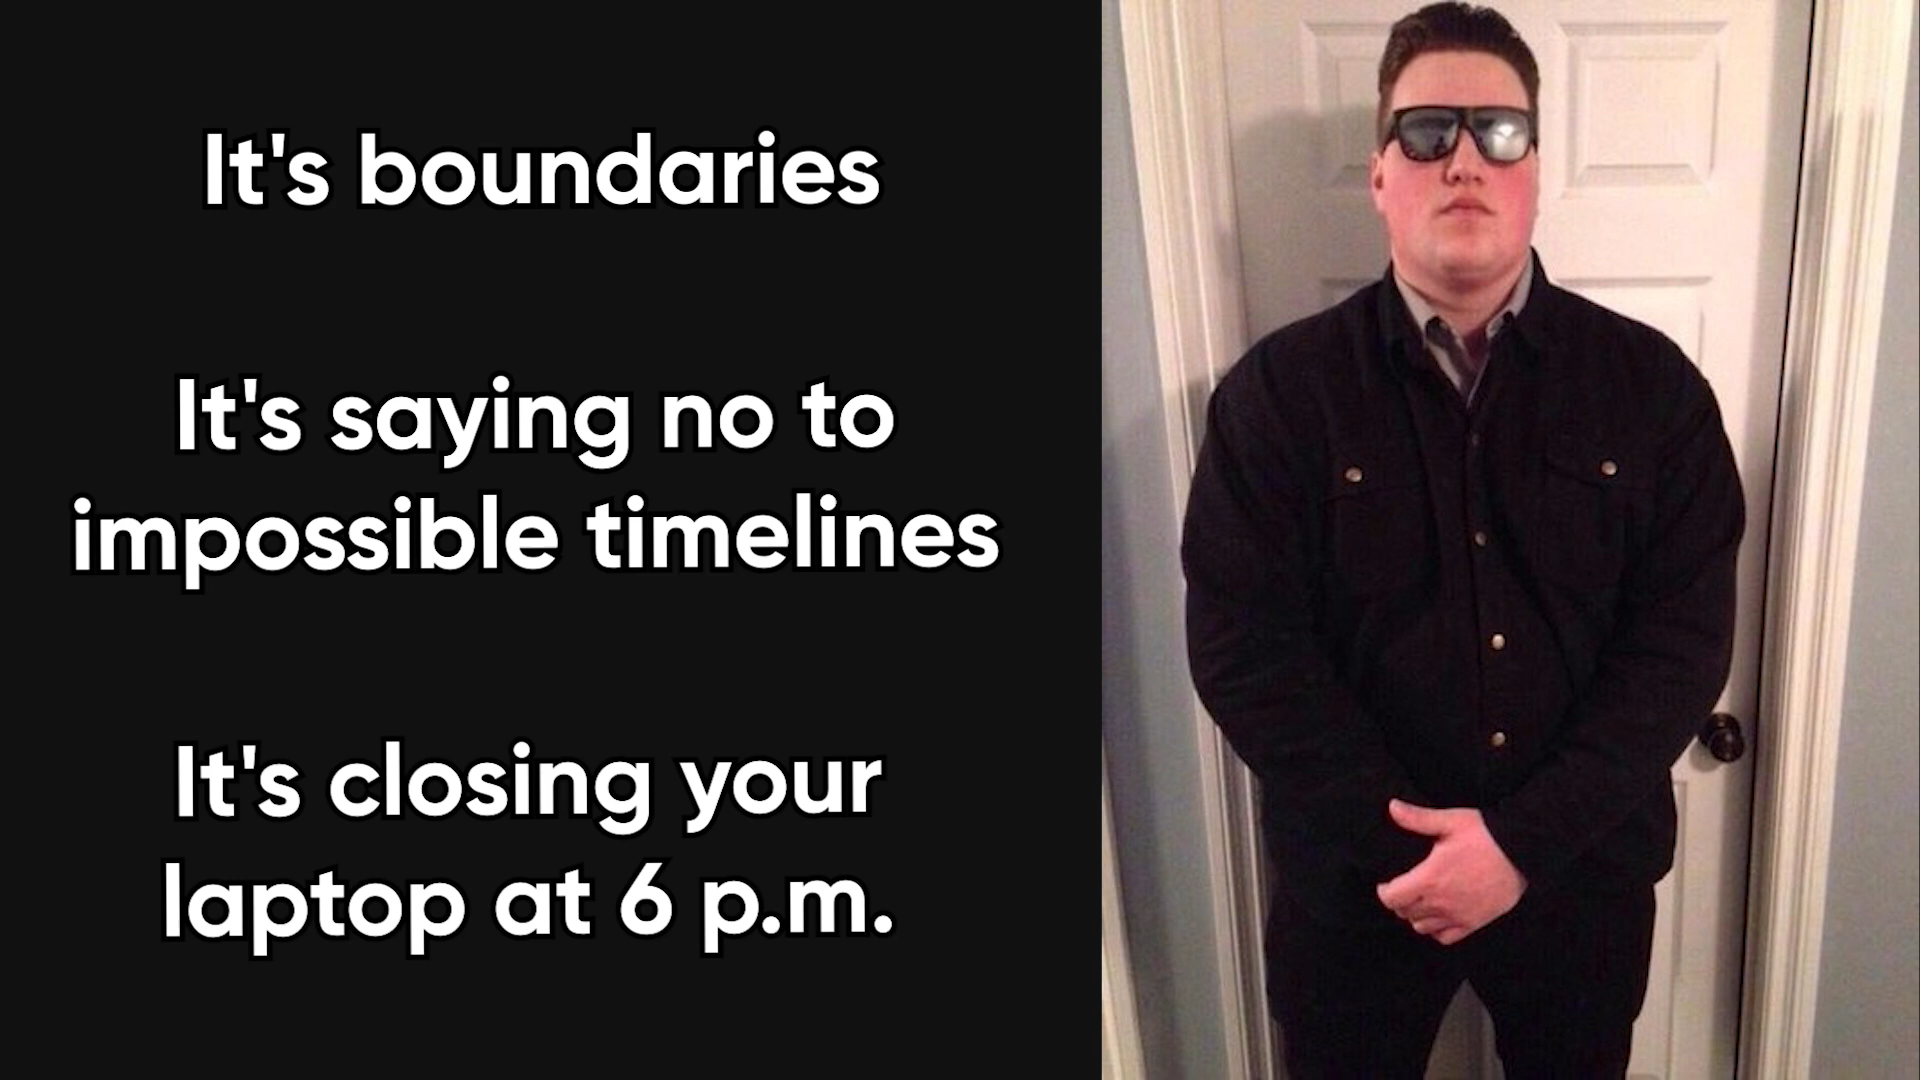 It's boundaries
It's saying no to
impossible timelines
It's closing your
laptop at 6 p.m.